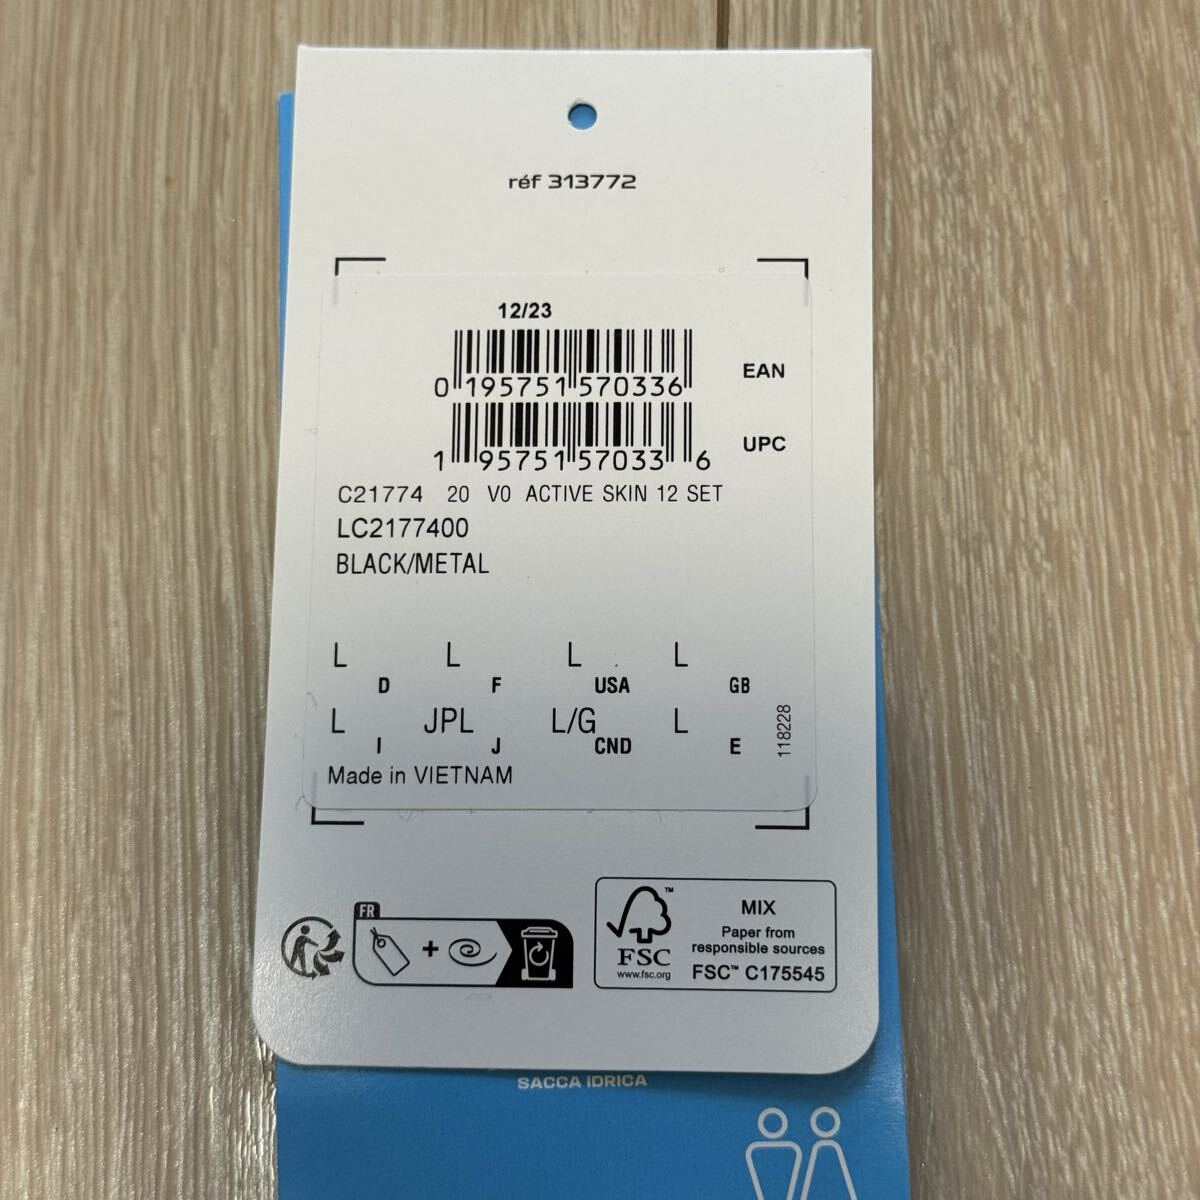 réf 313772
12/23
0 195751 570336
EAN
1 95751 57033 6
UPC
C21774 20 V0 ACTIVE SKIN 12 SET
LC2177400
BLACK/METAL
L L L L
D F USA GB
L JPL L/G L
I J CND E
118228
Made in VIETNAM
FR
+
FSC™
www.fsc.org
MIX
Paper from
responsible sources
FSC™ C175545
SACCA IDRICA